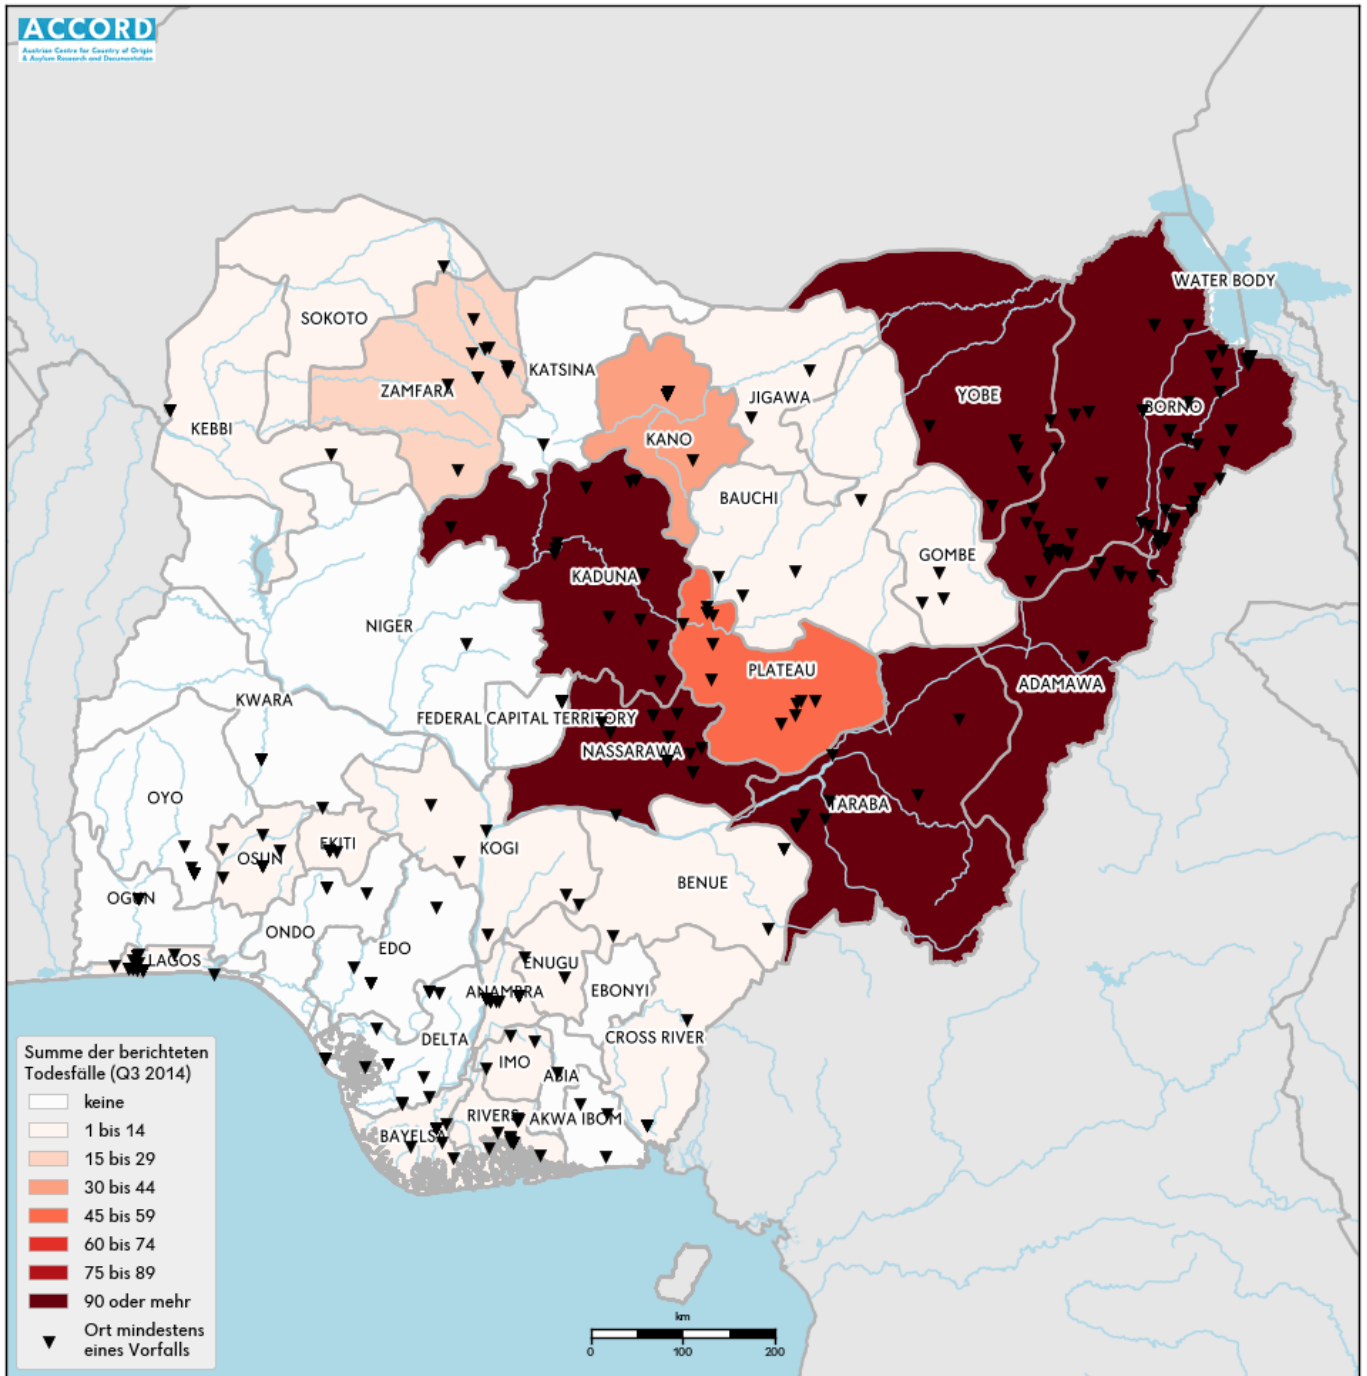 ACCORD
Austrian Centre for Country of Origin
& Asylum Research and Documentation
WATER BODY
SOKOTO
KATSINA
ZAMFARA
JIGAWA
YOBE
BORNO
KEBBI
KANO
BAUCHI
GOMBE
KADUNA
NIGER
PLATEAU
ADAMAWA
KWARA
FEDERAL CAPITAL TERRITORY
NASSARAWA
OYO
TARABA
EKITI
KOGI
OSUN
BENUE
OGUN
ONDO
EDO
LAGOS
ENUGU
ANAMBRA
EBONYI
DELTA
CROSS RIVER
IMO
ABIA
RIVERS
AKWA IBOM
BAYELSA
Summe der berichteten
Todesfälle (Q3 2014)
keine
1 bis 14
15 bis 29
30 bis 44
45 bis 59
60 bis 74
75 bis 89
90 oder mehr
Ort mindestens
eines Vorfalls
km
0 100 200